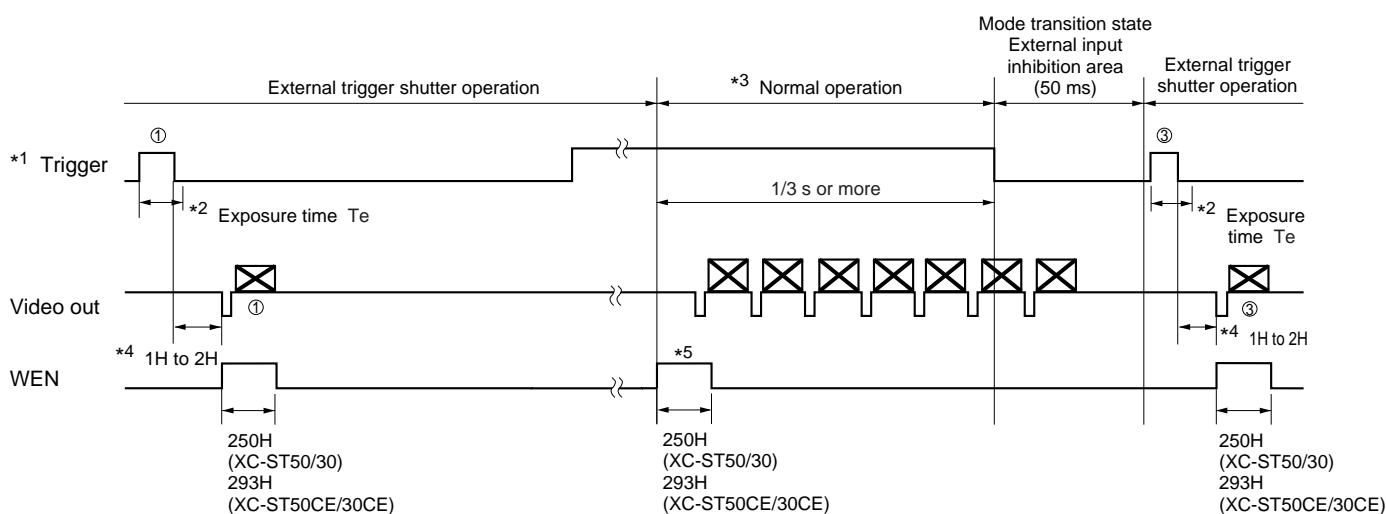 Mode transition state
External input
inhibition area
(50 ms)
External trigger shutter operation
*3 Normal operation
External trigger
shutter operation
*1 Trigger
①
③
1/3 s or more
*2 Exposure time Te
*2 Exposure
time Te
Video out
①
③
*4 1H to 2H
*4 1H to 2H
WEN
*5
250H
(XC-ST50/30)
293H
(XC-ST50CE/30CE)
250H
(XC-ST50/30)
293H
(XC-ST50CE/30CE)
250H
(XC-ST50/30)
293H
(XC-ST50CE/30CE)